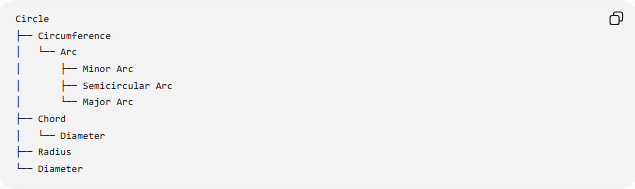 Circle
├── Circumference
│   └── Arc
│       ├── Minor Arc
│       ├── Semicircular Arc
│       └── Major Arc
├── Chord
│   └── Diameter
├── Radius
└── Diameter